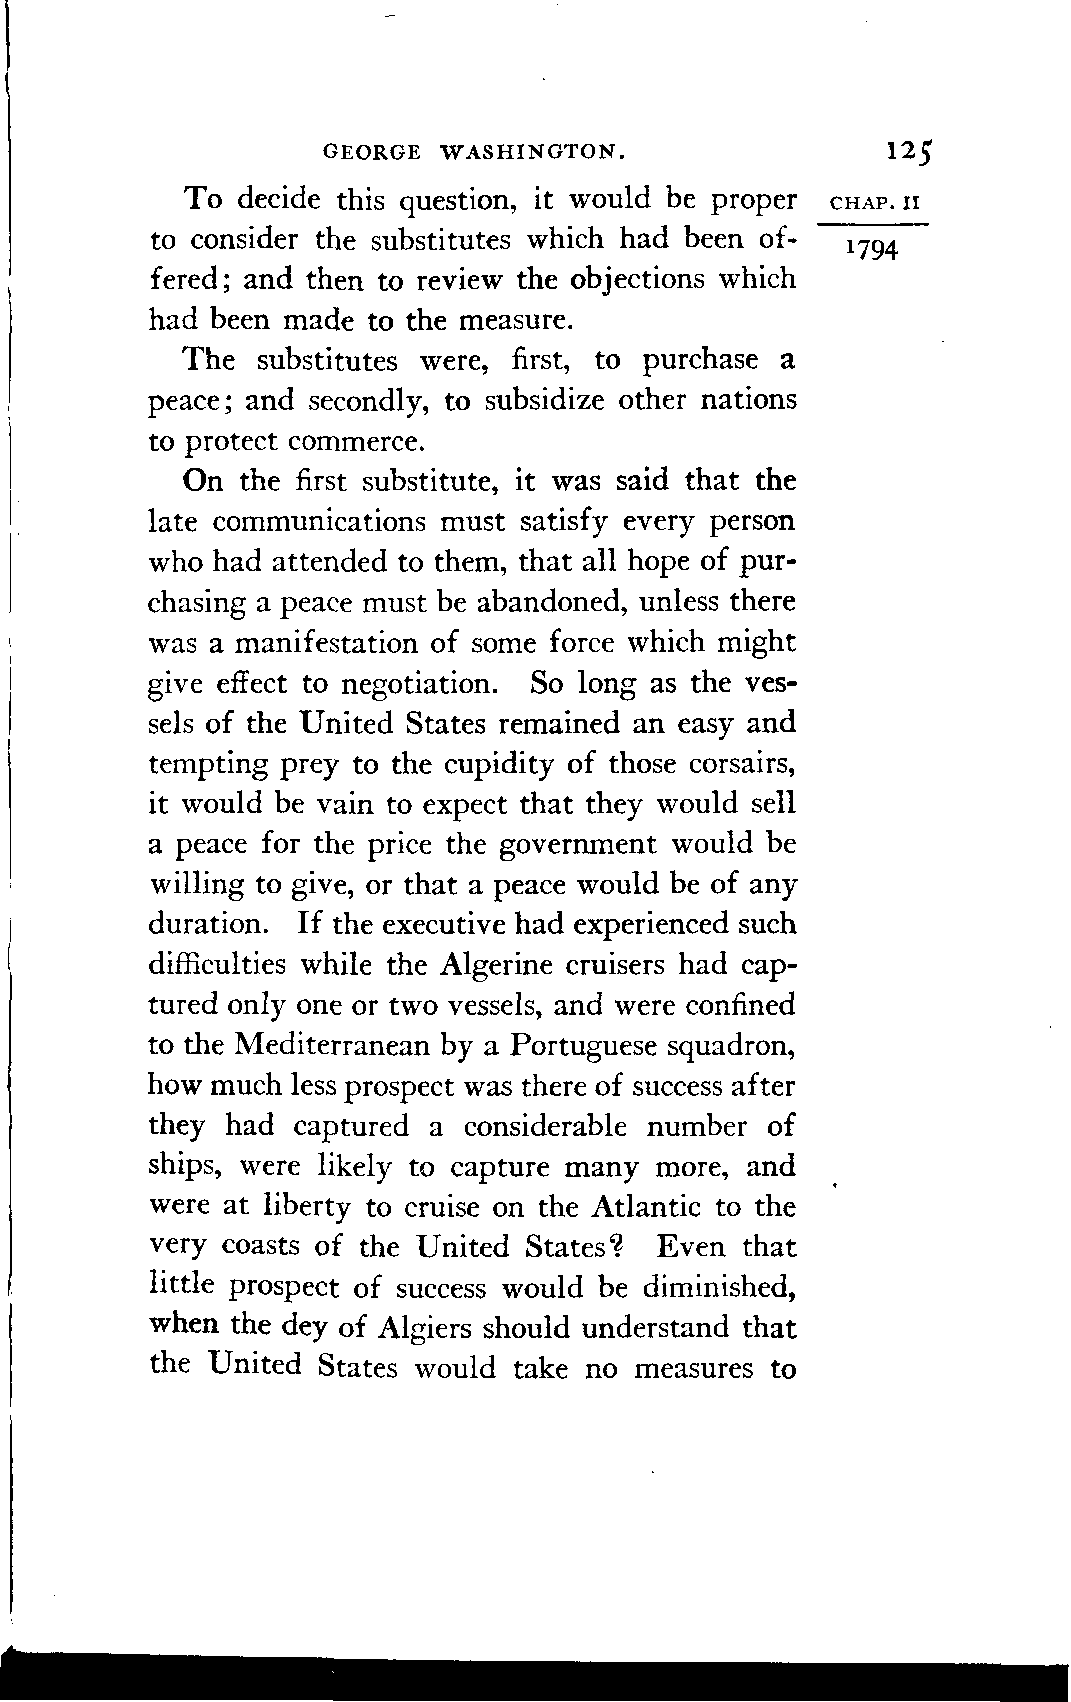 GEORGE WASHINGTON. 125
To decide this question, it would be proper
CHAP. II
to consider the substitutes which had been of-
1794
fered; and then to review the objections which
had been made to the measure.
The substitutes were, first, to purchase a
peace; and secondly, to subsidize other nations
to protect commerce.
On the first substitute, it was said that the
late communications must satisfy every person
who had attended to them, that all hope of pur-
chasing a peace must be abandoned, unless there
was a manifestation of some force which might
give effect to negotiation. So long as the ves-
sels of the United States remained an easy and
tempting prey to the cupidity of those corsairs,
it would be vain to expect that they would sell
a peace for the price the government would be
willing to give, or that a peace would be of any
duration. If the executive had experienced such
difficulties while the Algerine cruisers had cap-
tured only one or two vessels, and were confined
to the Mediterranean by a Portuguese squadron,
how much less prospect was there of success after
they had captured a considerable number of
ships, were likely to capture many more, and
were at liberty to cruise on the Atlantic to the
very coasts of the United States? Even that
little prospect of success would be diminished,
when the dey of Algiers should understand that
the United States would take no measures to